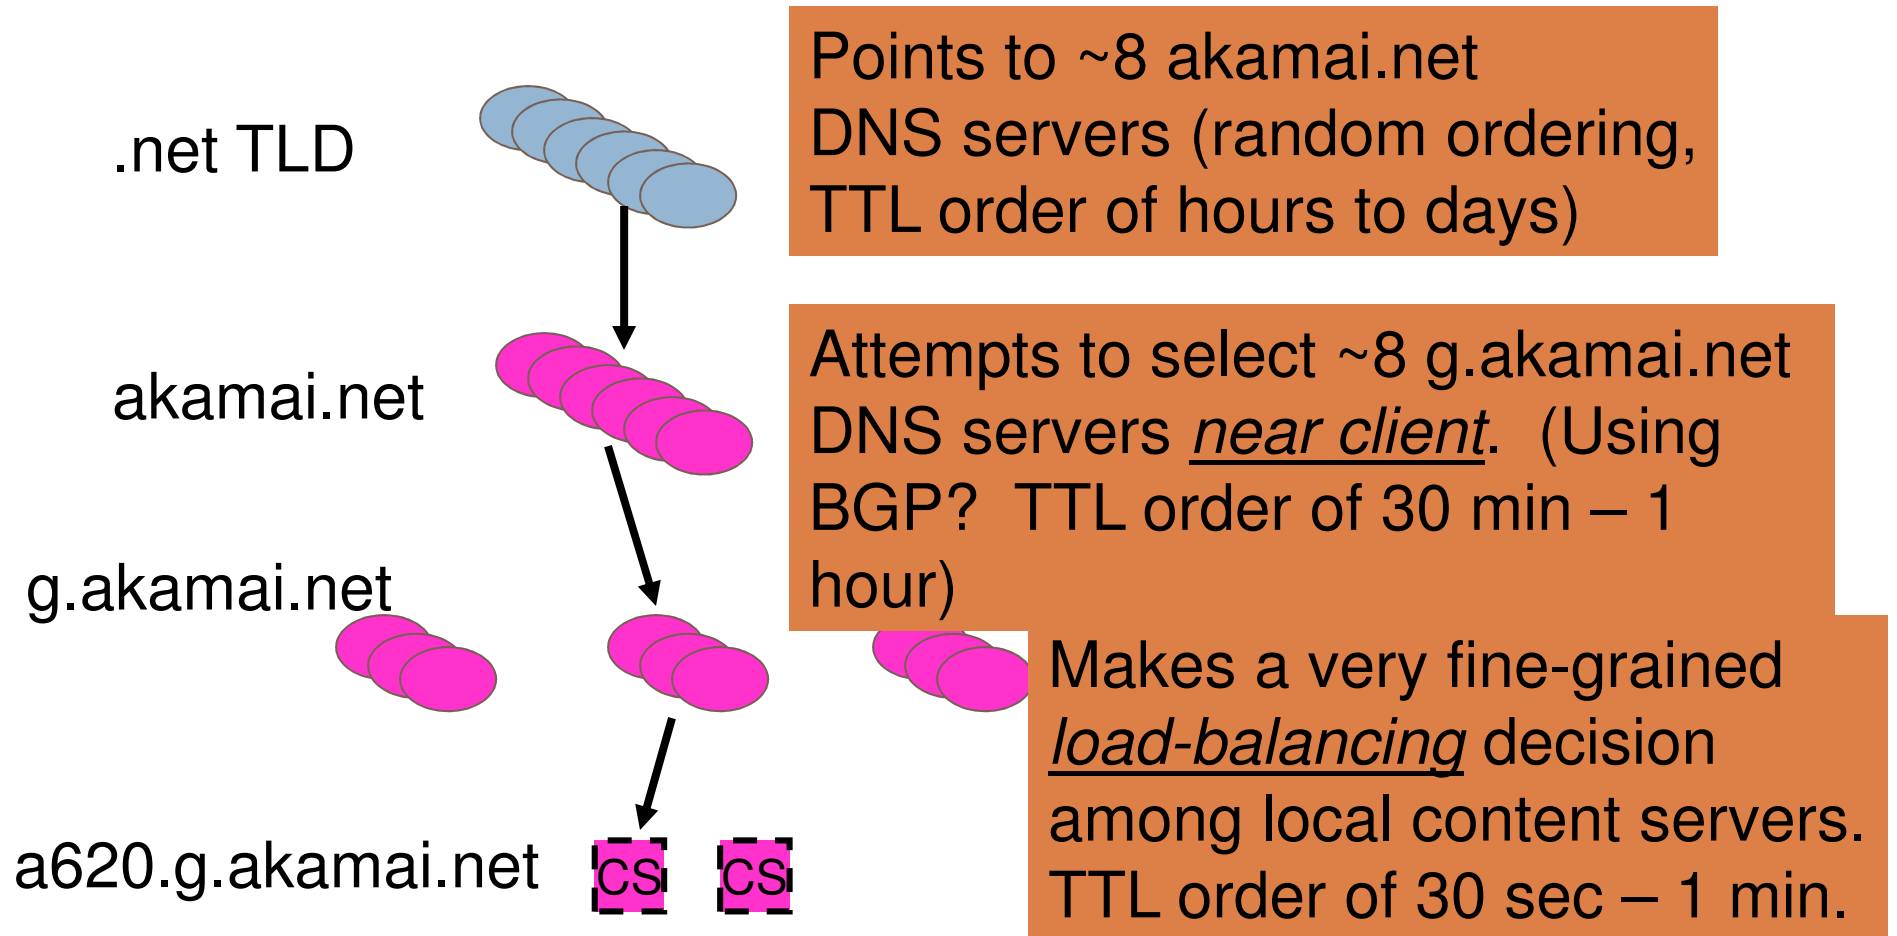 .net TLD
Points to ~8 akamai.net
DNS servers (random ordering,
TTL order of hours to days)
akamai.net
Attempts to select ~8 g.akamai.net
DNS servers near client.  (Using
BGP?  TTL order of 30 min – 1
hour)
g.akamai.net
Makes a very fine-grained
load-balancing decision
among local content servers.
TTL order of 30 sec – 1 min.
a620.g.akamai.net
CS
CS